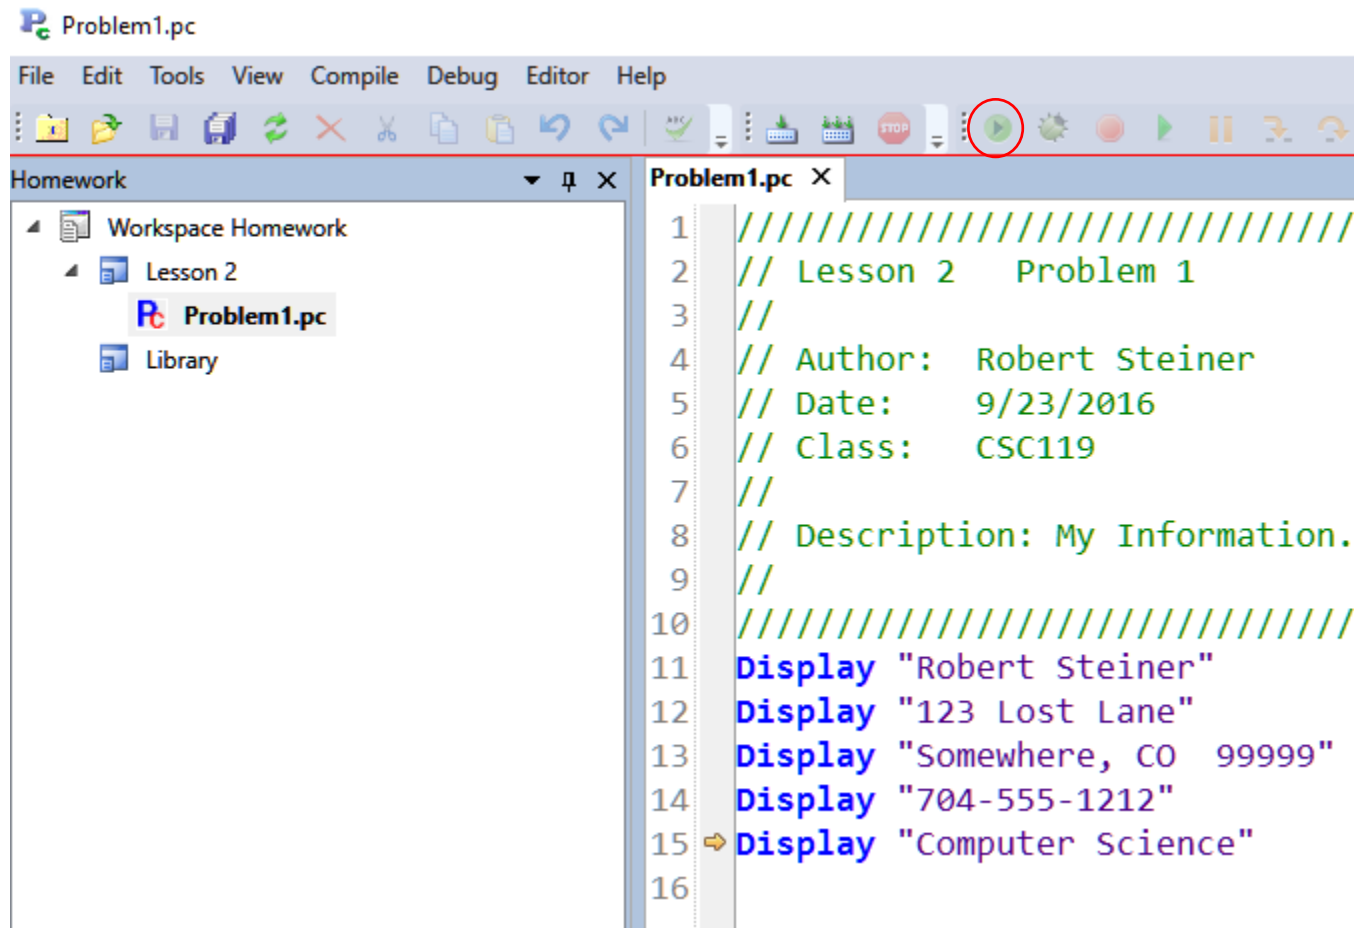 Problem1.pc
File Edit Tools View Compile Debug Editor Help
ABC
STOP
Homework
Workspace Homework
Lesson 2
Problem1.pc
Library
Problem1.pc
1 ///////////////////////////////
2 // Lesson 2   Problem 1
3 //
4 // Author:  Robert Steiner
5 // Date:    9/23/2016
6 // Class:   CSC119
7 //
8 // Description: My Information.
9 //
10 ///////////////////////////////
11 Display "Robert Steiner"
12 Display "123 Lost Lane"
13 Display "Somewhere, CO  99999"
14 Display "704-555-1212"
15 Display "Computer Science"
16